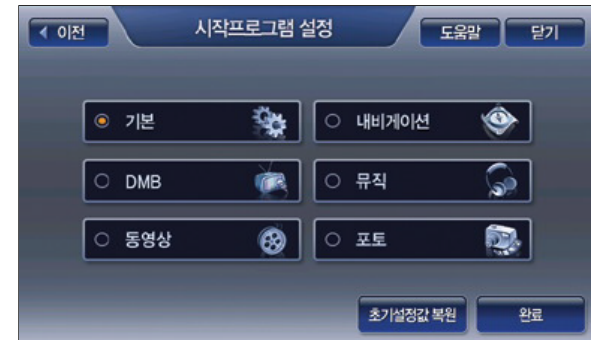 이전 시작프로그램 설정 도움말 닫기
기본 내비게이션
DMB 뮤직
동영상 포토
초기설정값 복원 완료